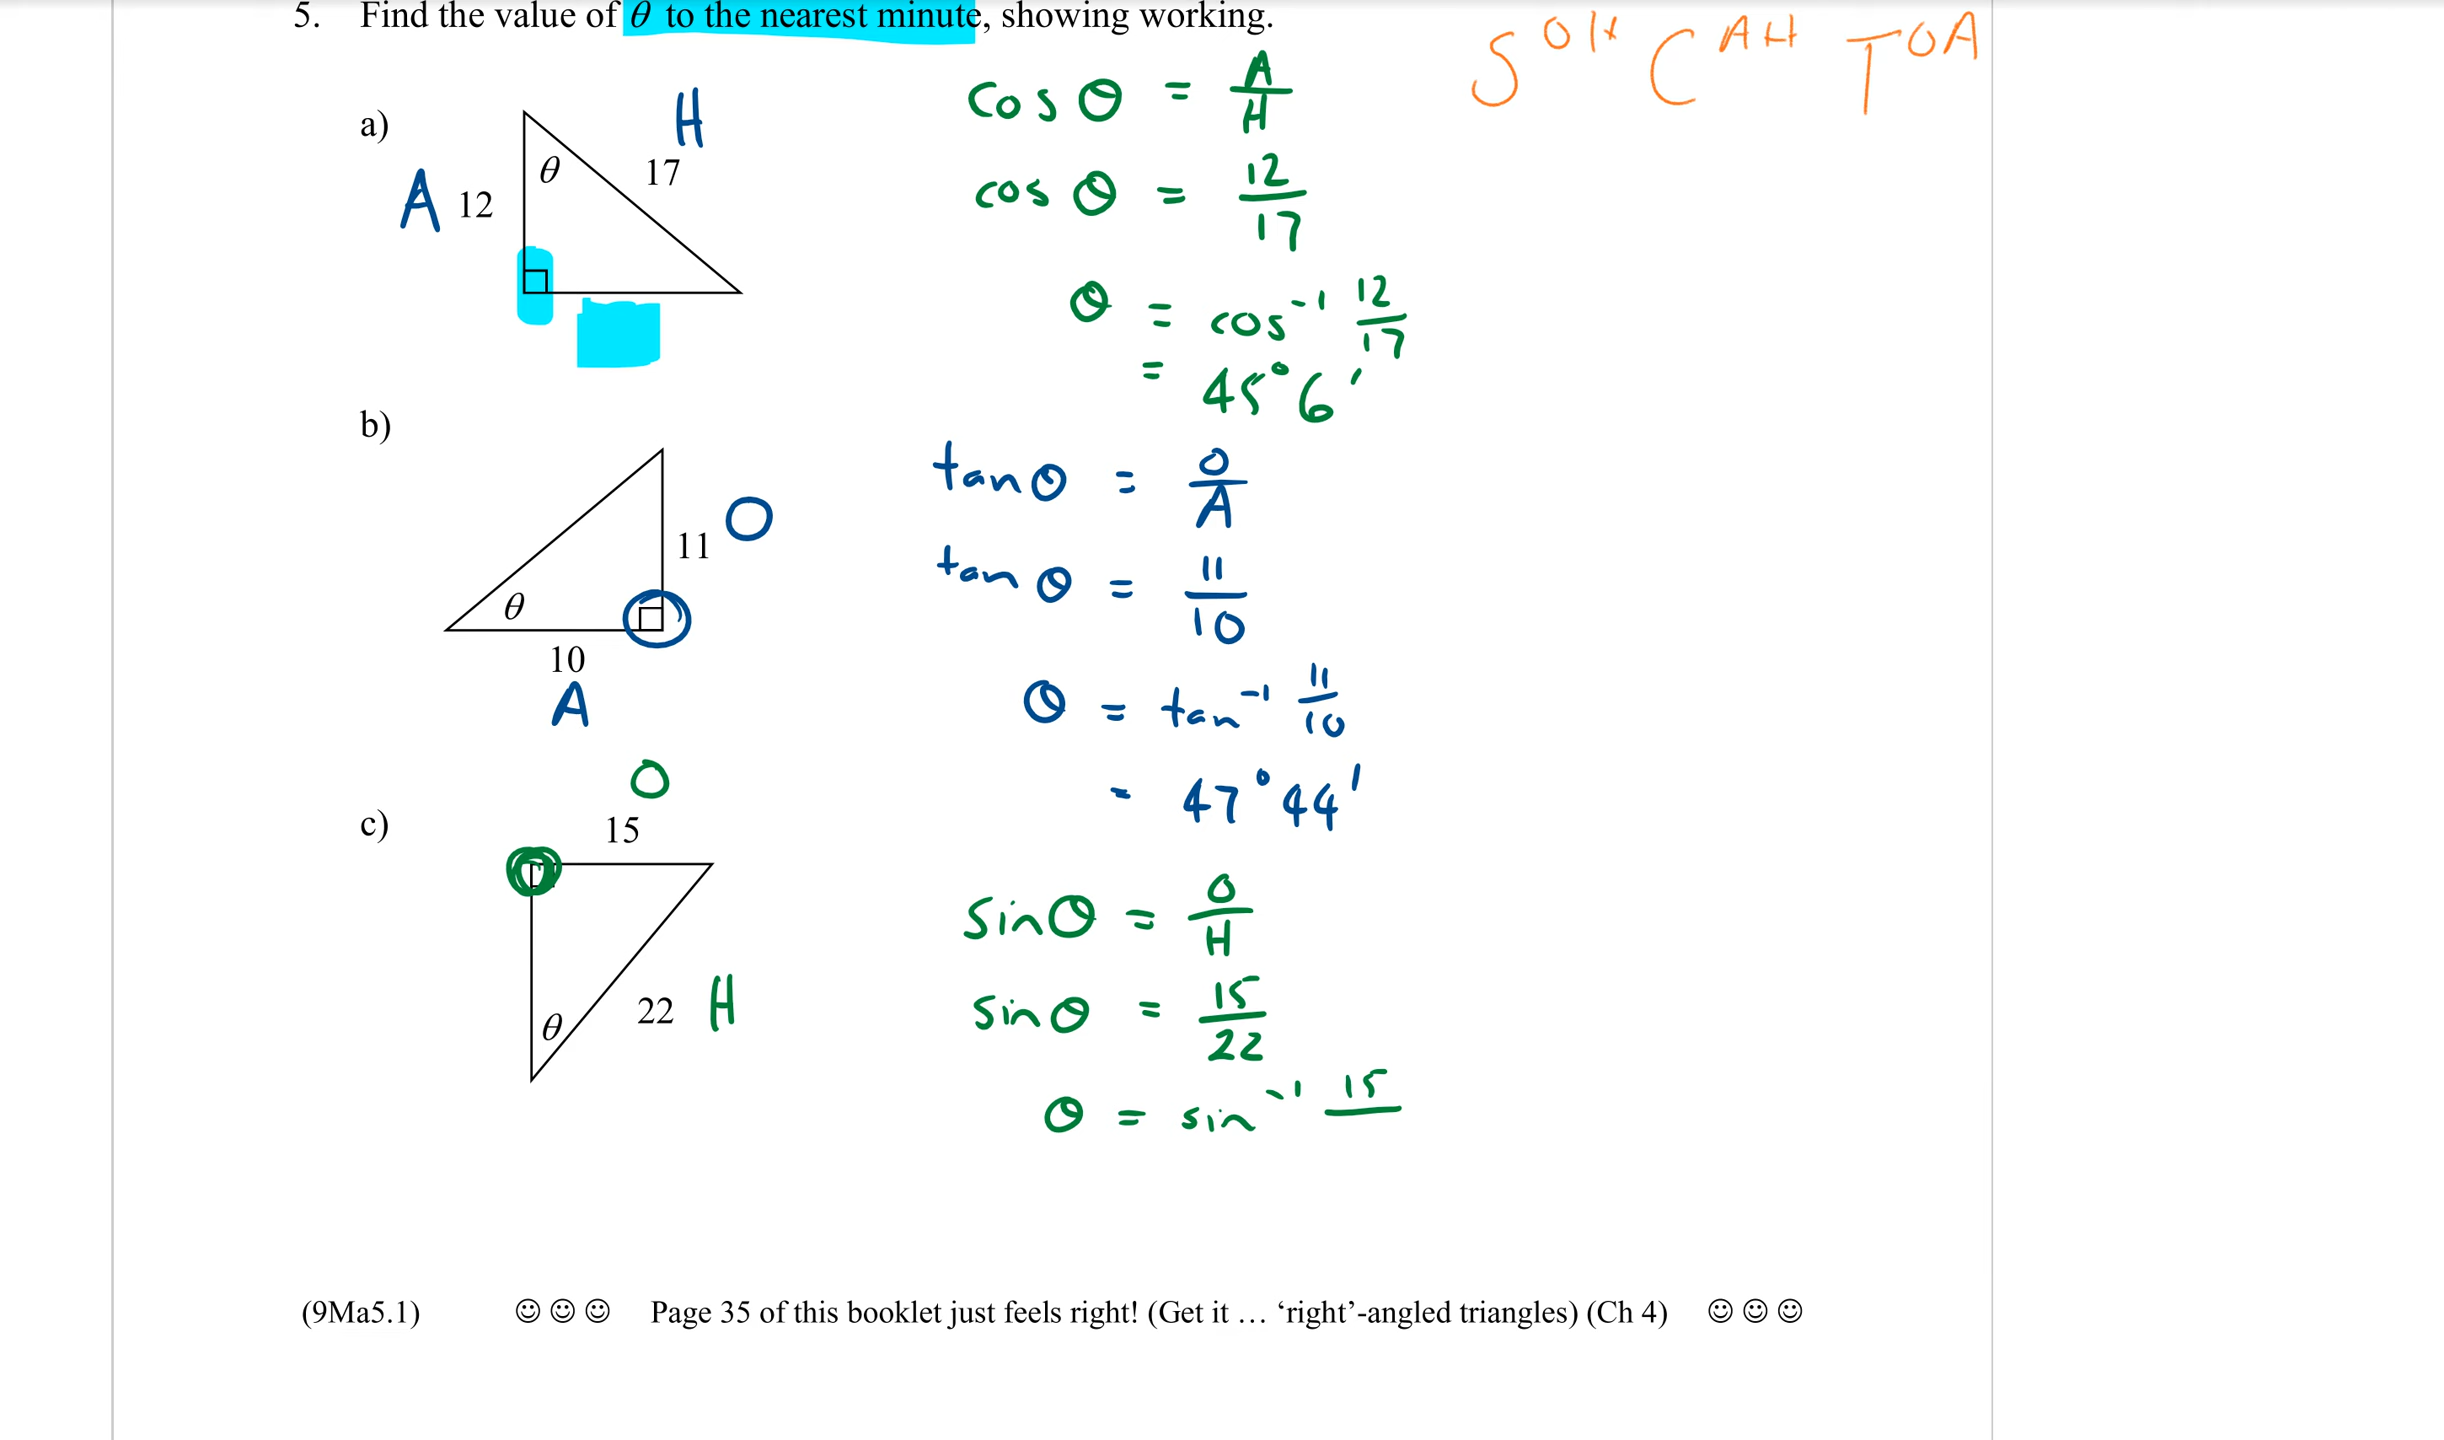 5. Find the value of θ to the nearest minute, showing working.
S OH C AH T OA
a)
H
θ
17
A 12
cos θ = A/H
cos θ = 12/17
θ = cos⁻¹ 12/17
= 45°6'
b)
11 O
θ
10
A
tan θ = O/A
tan θ = 11/10
θ = tan⁻¹ 11/10
= 47°44'
c)
O
15
22 H
θ
sin θ = O/H
sin θ = 15/22
θ = sin⁻¹ 15/
(9Ma5.1) ☺ ☺ ☺ Page 35 of this booklet just feels right! (Get it … ‘right’-angled triangles) (Ch 4) ☺ ☺ ☺